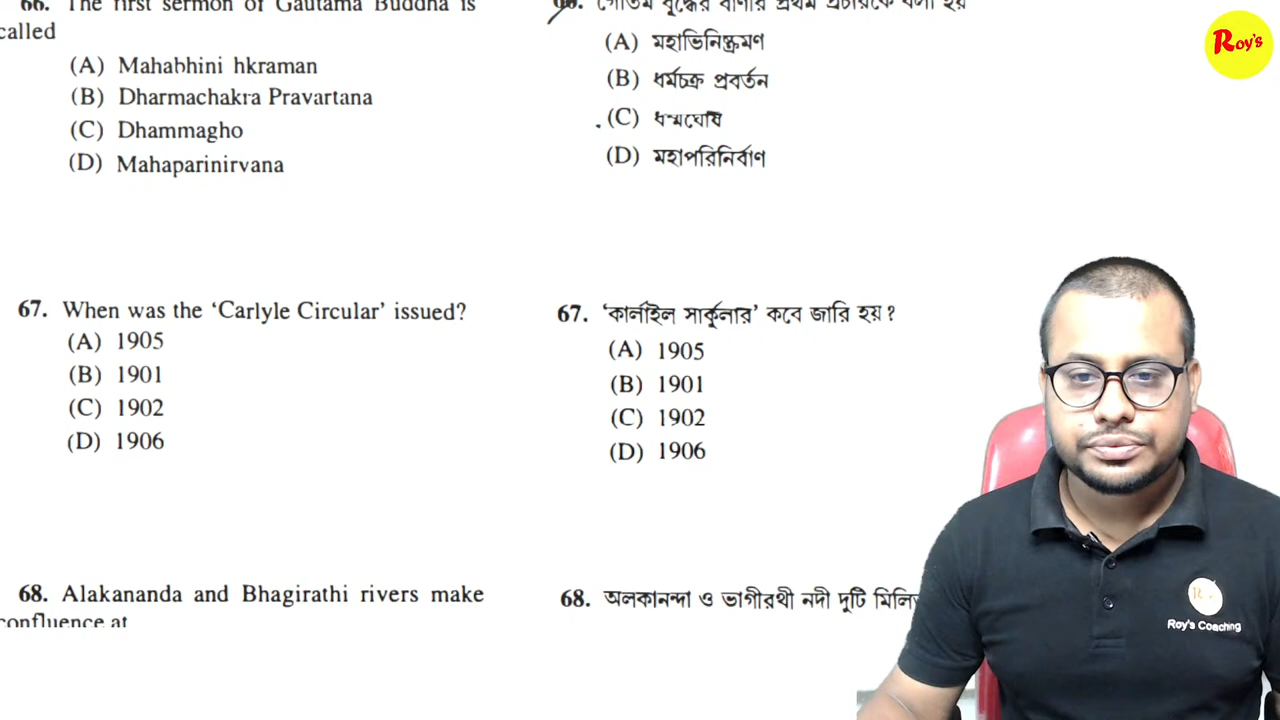 66. The first sermon of Gautama Buddha is
called
(A) Mahabhini hkraman
(B) Dharmachakra Pravartana
(C) Dhammagho
(D) Mahaparinirvana
67. When was the ‘Carlyle Circular’ issued?
(A) 1905
(B) 1901
(C) 1902
(D) 1906
68. Alakananda and Bhagirathi rivers make
confluence at
66. গৌতম বুদ্ধের বাণীর প্রথম প্রচারকে বলা হয়
(A) মহাভিনিষ্ক্রমণ
(B) ধর্মচক্র প্রবর্তন
(C) ধম্মঘোষ
(D) মহাপরিনির্বাণ
67. ‘কার্লাইল সার্কুলার’ কবে জারি হয়?
(A) 1905
(B) 1901
(C) 1902
(D) 1906
68. অলকানন্দা ও ভাগীরথী নদী দুটি
Roy's
Roy's Coaching